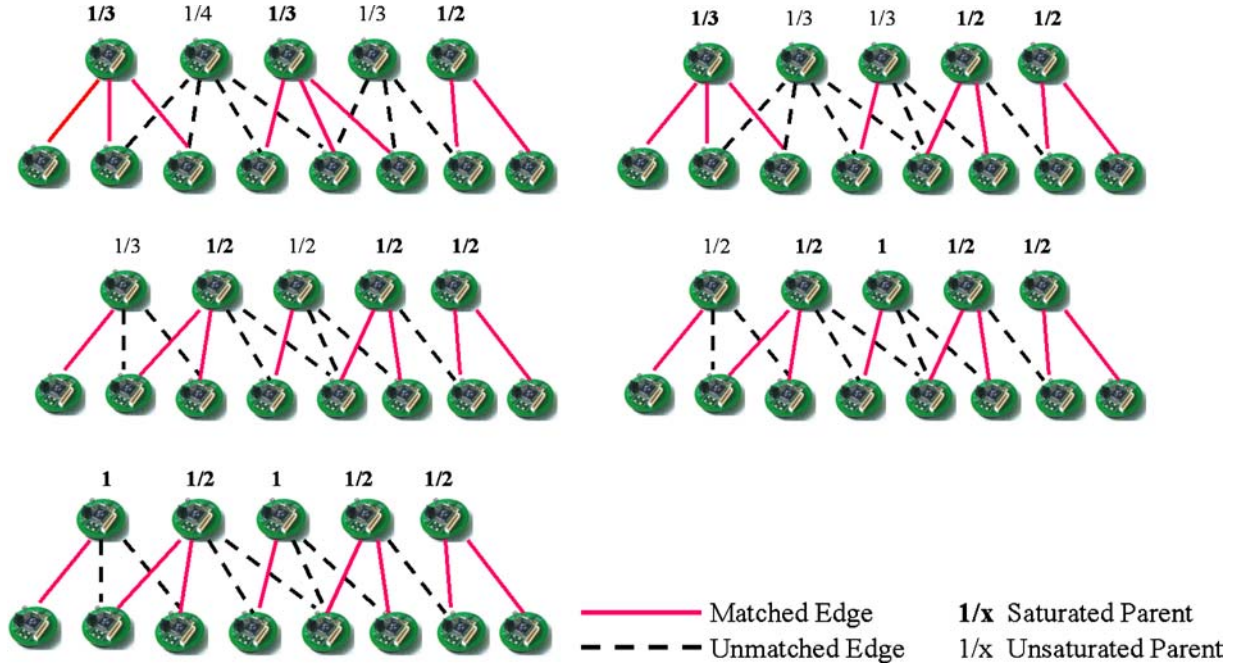 1/3 1/4 1/3 1/3 1/2
1/3 1/3 1/3 1/2 1/2
1/3 1/2 1/2 1/2 1/2
1/2 1/2 1 1/2 1/2
1 1/2 1 1/2 1/2
Matched Edge 1/x Saturated Parent
Unmatched Edge 1/x Unsaturated Parent